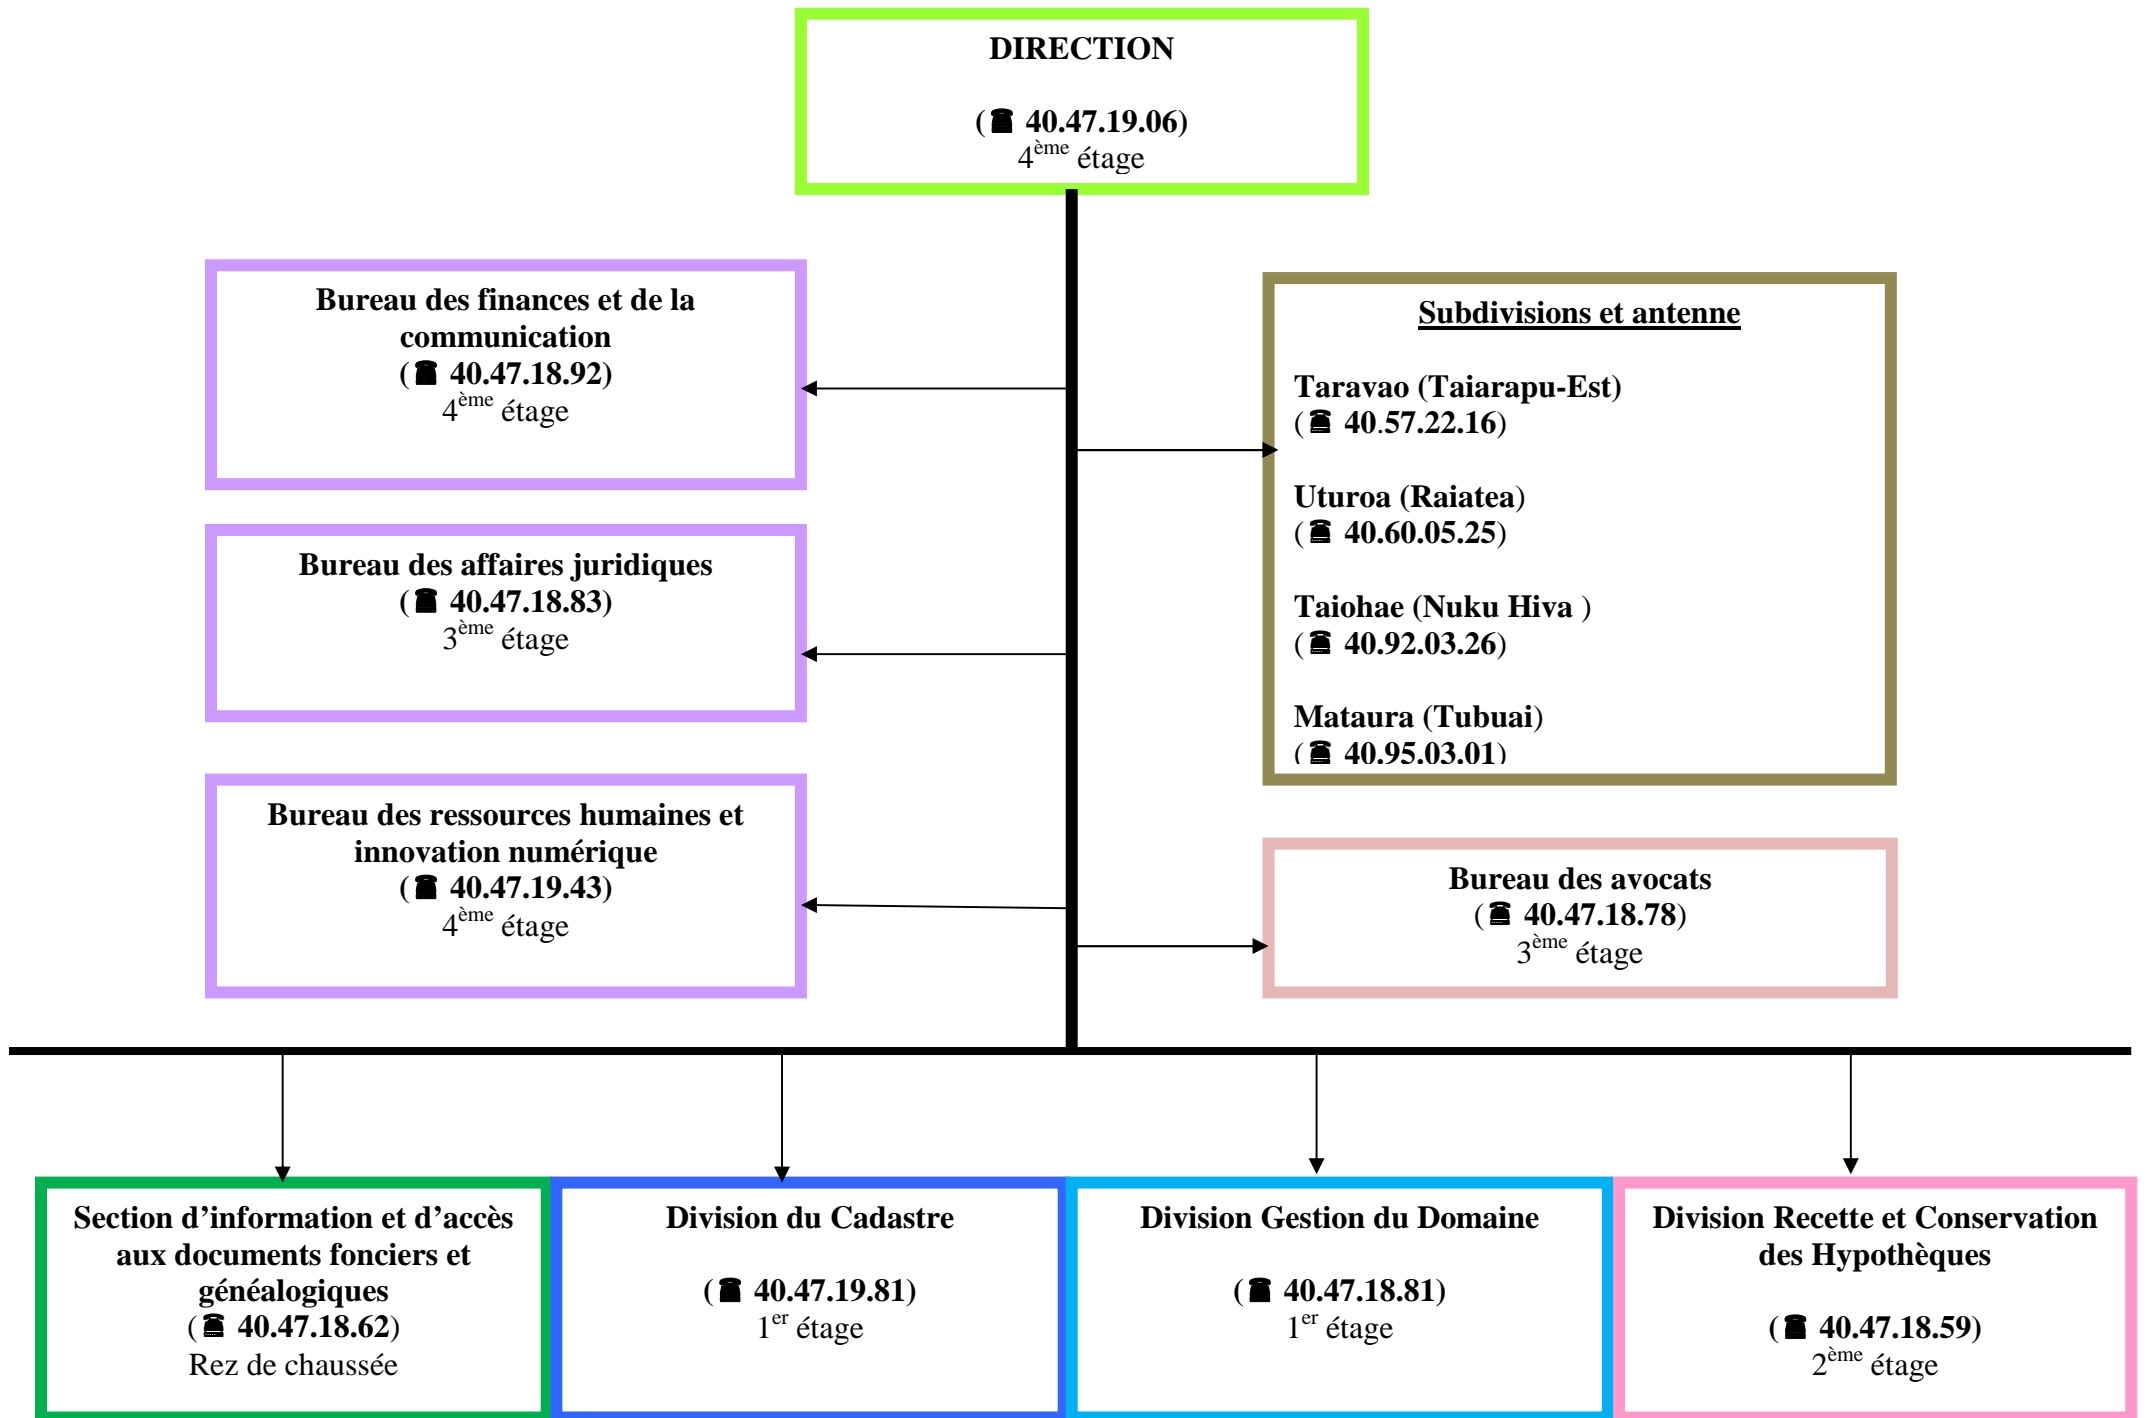 DIRECTION
(☎ 40.47.19.06)
4ème étage
Bureau des finances et de la
communication
(☎ 40.47.18.92)
4ème étage
Subdivisions et antenne
Taravao (Taiarapu-Est)
(☎ 40.57.22.16)
Uturoa (Raiatea)
(☎ 40.60.05.25)
Taiohae (Nuku Hiva )
(☎ 40.92.03.26)
Mataura (Tubuai)
(☎ 40.95.03.01)
Bureau des affaires juridiques
(☎ 40.47.18.83)
3ème étage
Bureau des ressources humaines et
innovation numérique
(☎ 40.47.19.43)
4ème étage
Bureau des avocats
(☎ 40.47.18.78)
3ème étage
Section d’information et d’accès
aux documents fonciers et
généalogiques
(☎ 40.47.18.62)
Rez de chaussée
Division du Cadastre
(☎ 40.47.19.81)
1er étage
Division Gestion du Domaine
(☎ 40.47.18.81)
1er étage
Division Recette et Conservation
des Hypothèques
(☎ 40.47.18.59)
2ème étage